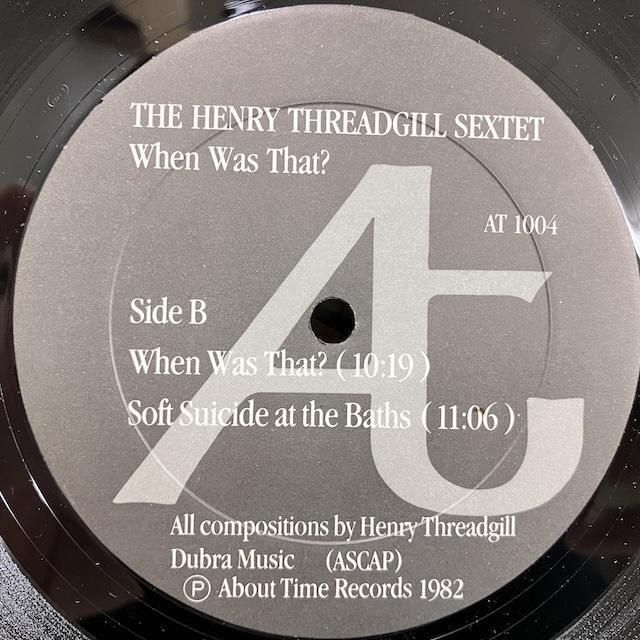 THE HENRY THREADGILL SEXTET
When Was That?
AT 1004
At
Side B
When Was That? (10:19)
Soft Suicide at the Baths (11:06)
All compositions by Henry Threadgill
Dubra Music (ASCAP)
Ⓟ About Time Records 1982